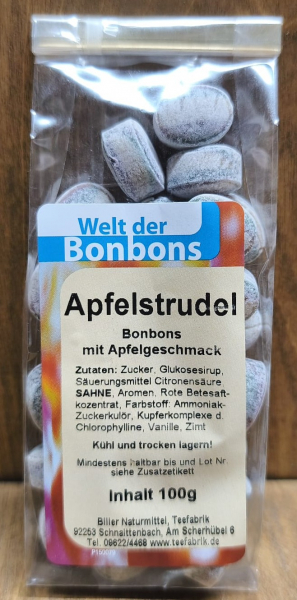 Welt der
Bonbons
Apfelstrudel
Bonbons
mit Apfelgeschmack
Zutaten: Zucker, Glukosesirup,
Säuerungsmittel Citronensäure,
SAHNE, Aromen, Rote Betesaft-
kozentrat, Farbstoff: Ammoniak-
Zuckerkulör, Kupferkomplexe d.
Chlorophylline, Vanille, Zimt
Kühl und trocken lagern!
Mindestens haltbar bis und Lot Nr.
siehe Zusatzetikett
Inhalt 100g
Biller Naturmittel, Teefabrik
92253 Schnaittenbach, Am Scherhübel 6
Tel. 09622/4468 www.teefabrik.de